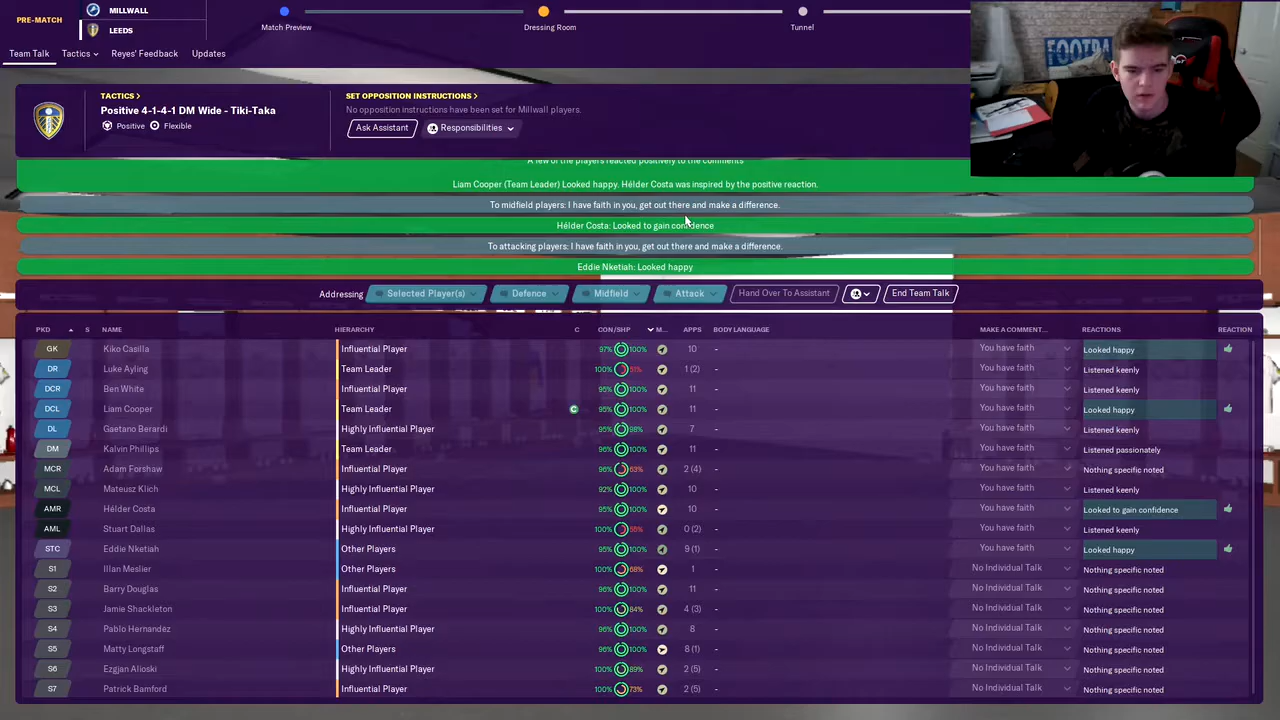 PRE-MATCH
MILLWALL
LEEDS
Match Preview
Dressing Room
Tunnel
Team Talk
Tactics
Reyes' Feedback
Updates
TACTICS >
Positive 4-1-4-1 DM Wide - Tiki-Taka
Positive Flexible
SET OPPOSITION INSTRUCTIONS >
No opposition instructions have been set for Millwall players.
Ask Assistant
Responsibilities
FOOTBA
A few of the players reacted positively to the comments
Liam Cooper (Team Leader) Looked happy. Hélder Costa was inspired by the positive reaction.
To midfield players: I have faith in you, get out there and make a difference.
Hélder Costa: Looked to gain confidence
To attacking players: I have faith in you, get out there and make a difference.
Eddie Nketiah: Looked happy
Addressing Selected Player(s) Defence Midfield Attack Hand Over To Assistant End Team Talk
PKD S NAME HIERARCHY C CON/SHP M... APPS BODY LANGUAGE MAKE A COMMENT... REACTIONS REACTION
GK Kiko Casilla Influential Player 97% 100% 10 - You have faith Looked happy
DR Luke Ayling Team Leader 100% 51% 1 (2) - You have faith Listened keenly
DCR Ben White Influential Player 95% 100% 11 - You have faith Listened keenly
DCL Liam Cooper Team Leader C 95% 100% 11 - You have faith Looked happy
DL Gaetano Berardi Highly Influential Player 95% 98% 7 - You have faith Listened keenly
DM Kalvin Phillips Team Leader 96% 100% 11 - You have faith Listened passionately
MCR Adam Forshaw Influential Player 96% 63% 2 (4) - You have faith Nothing specific noted
MCL Mateusz Klich Highly Influential Player 92% 100% 10 - You have faith Listened keenly
AMR Hélder Costa Influential Player 95% 100% 10 - You have faith Looked to gain confidence
AML Stuart Dallas Highly Influential Player 100% 55% 0 (2) - You have faith Listened keenly
STC Eddie Nketiah Other Players 95% 100% 9 (1) - You have faith Looked happy
S1 Illan Meslier Other Players 100% 68% 1 - No Individual Talk Nothing specific noted
S2 Barry Douglas Influential Player 96% 100% 11 - No Individual Talk Nothing specific noted
S3 Jamie Shackleton Influential Player 100% 84% 4 (3) - No Individual Talk Nothing specific noted
S4 Pablo Hernandez Highly Influential Player 96% 100% 8 - No Individual Talk Nothing specific noted
S5 Matty Longstaff Other Players 96% 100% 8 (1) - No Individual Talk Nothing specific noted
S6 Ezgjan Alioski Highly Influential Player 100% 89% 2 (5) - No Individual Talk Nothing specific noted
S7 Patrick Bamford Influential Player 100% 73% 2 (5) - No Individual Talk Nothing specific noted